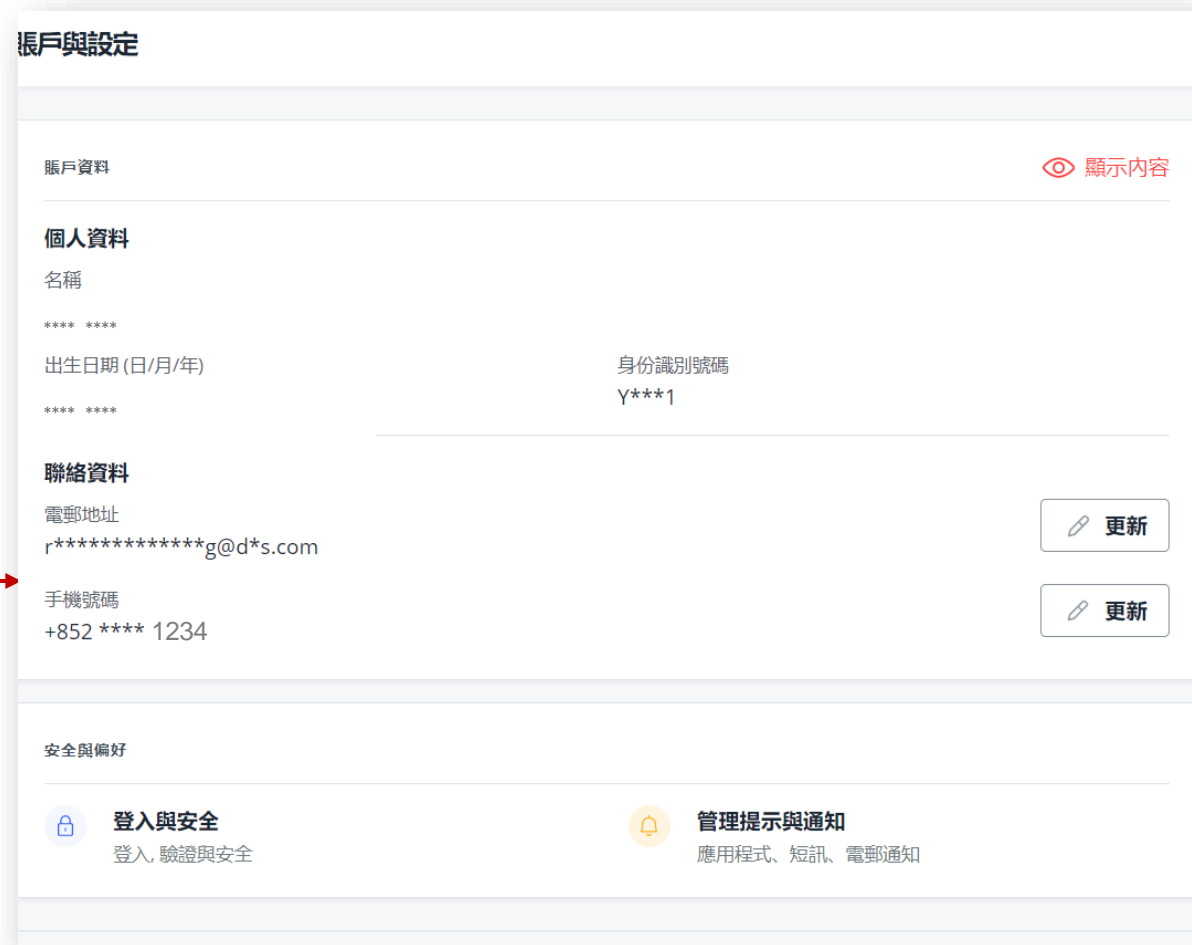 賬戶與設定
賬戶資料
顯示內容
個人資料
名稱
**** ****
出生日期 (日/月/年)
身份識別號碼
**** ****
Y***1
聯絡資料
電郵地址
r*************g@d*s.com
更新
手機號碼
+852 **** 1234
更新
安全與偏好
登入與安全
登入, 驗證與安全
管理提示與通知
應用程式、短訊、電郵通知